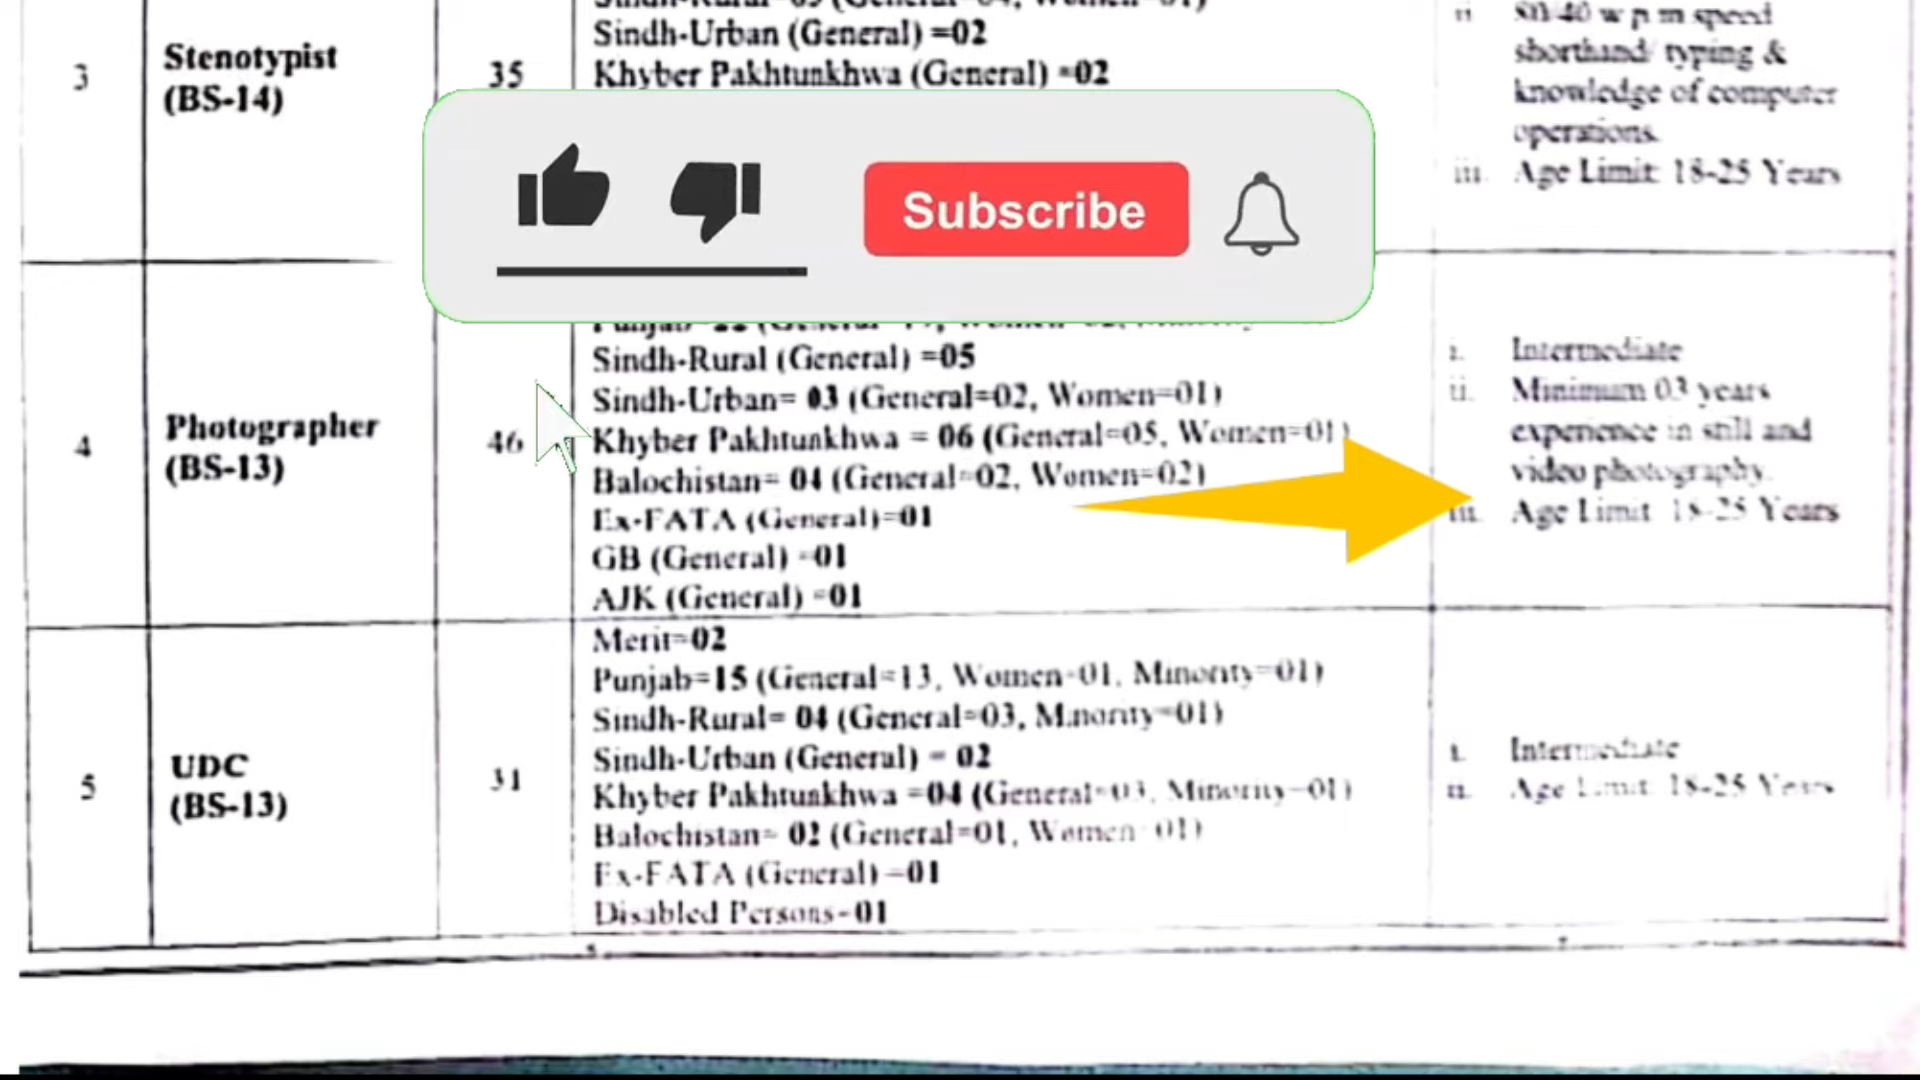 3
Stenotypist
(BS-14)
35
Sindh-Urban (General) =02
Khyber Pakhtunkhwa (General) =02
ii 80/40 w p m speed
shorthand/ typing &
knowledge of computer
operations.
iii. Age Limit: 18-25 Years
Subscribe
4
Photographer
(BS-13)
46
Sindh-Rural (General) =05
Sindh-Urban= 03 (General=02, Women=01)
Khyber Pakhtunkhwa = 06 (General=05, Women=01)
Balochistan= 04 (General=02, Women=02)
Ex-FATA (General)=01
GB (General) =01
AJK (General) =01
i. Intermediate
ii. Minimum 03 years
experience in still and
video photography.
iii. Age Limit: 18-25 Years
5
UDC
(BS-13)
31
Merit=02
Punjab=15 (General=13, Women=01, Minority=01)
Sindh-Rural= 04 (General=03, Minority=01)
Sindh-Urban (General) = 02
Khyber Pakhtunkhwa =04 (General=03, Minority=01)
Balochistan= 02 (General=01, Women=01)
Ex-FATA (General) =01
Disabled Persons=01
i. Intermediate
ii. Age Limit: 18-25 Years